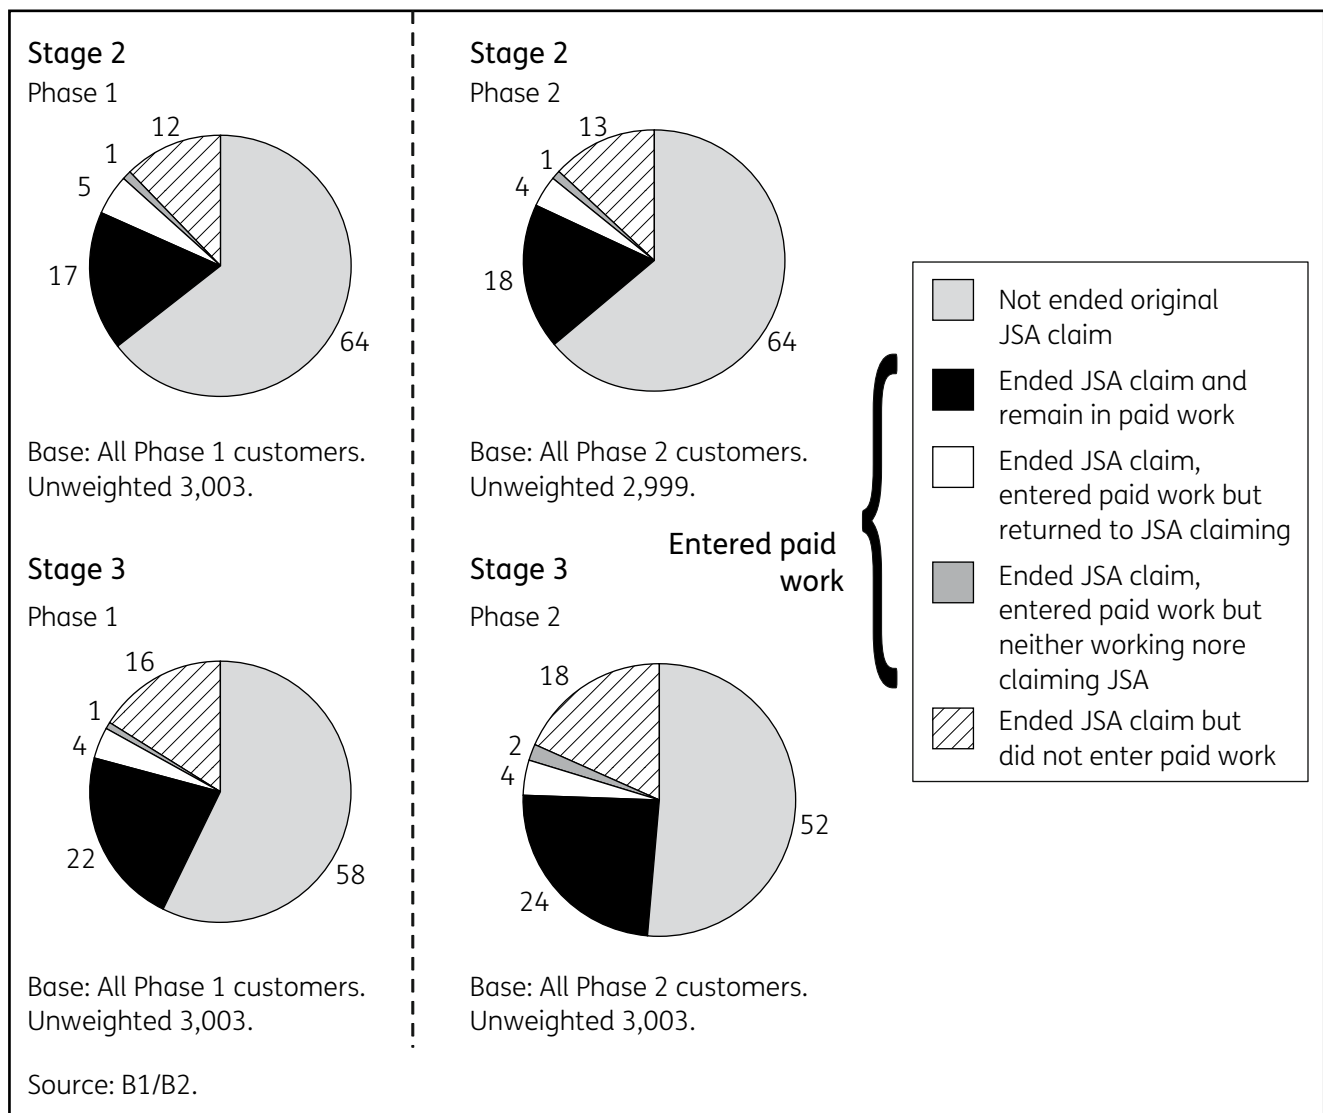 Stage 2
Phase 1
12
1
5
17
64
Base: All Phase 1 customers.
Unweighted 3,003.
Stage 2
Phase 2
13
1
4
18
64
Base: All Phase 2 customers.
Unweighted 2,999.
Stage 3
Phase 1
16
1
4
22
58
Base: All Phase 1 customers.
Unweighted 3,003.
Stage 3
Phase 2
18
2
4
24
52
Base: All Phase 2 customers.
Unweighted 3,003.
Entered paid
work
Not ended original
JSA claim
Ended JSA claim and
remain in paid work
Ended JSA claim,
entered paid work but
returned to JSA claiming
Ended JSA claim,
entered paid work but
neither working nore
claiming JSA
Ended JSA claim but
did not enter paid work
Source: B1/B2.